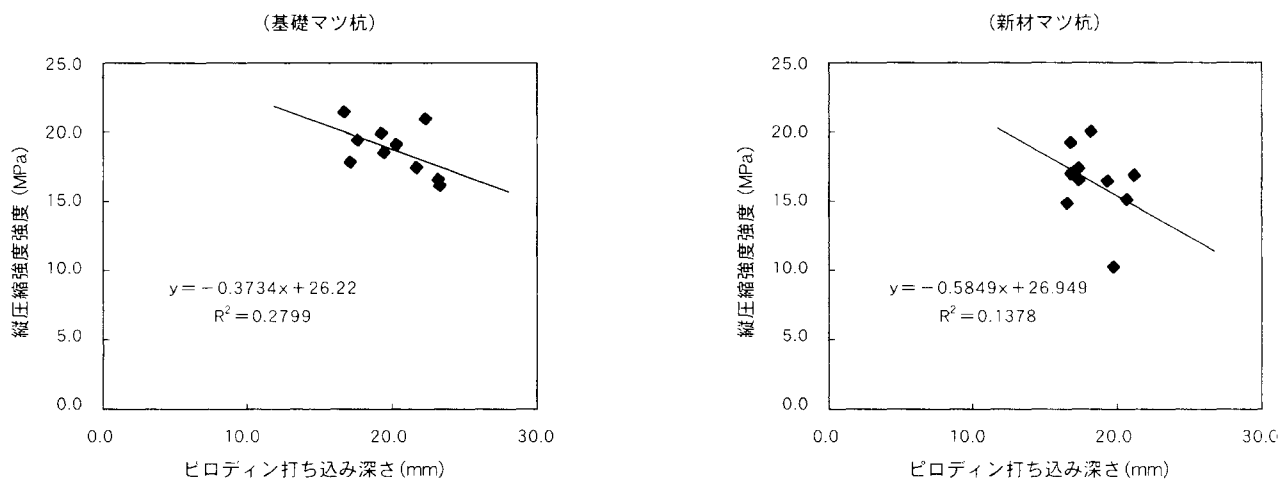 (基礎マツ杭)
縦圧縮強度強度 (MPa)
25.0
20.0
15.0
10.0
5.0
0.0
y=-0.3734x+26.22
R²=0.2799
0.0 10.0 20.0 30.0
ピロディン打ち込み深さ(mm)
(新材マツ杭)
縦圧縮強度強度 (MPa)
25.0
20.0
15.0
10.0
5.0
0.0
y=-0.5849x+26.949
R²=0.1378
0.0 10.0 20.0 30.0
ピロディン打ち込み深さ(mm)